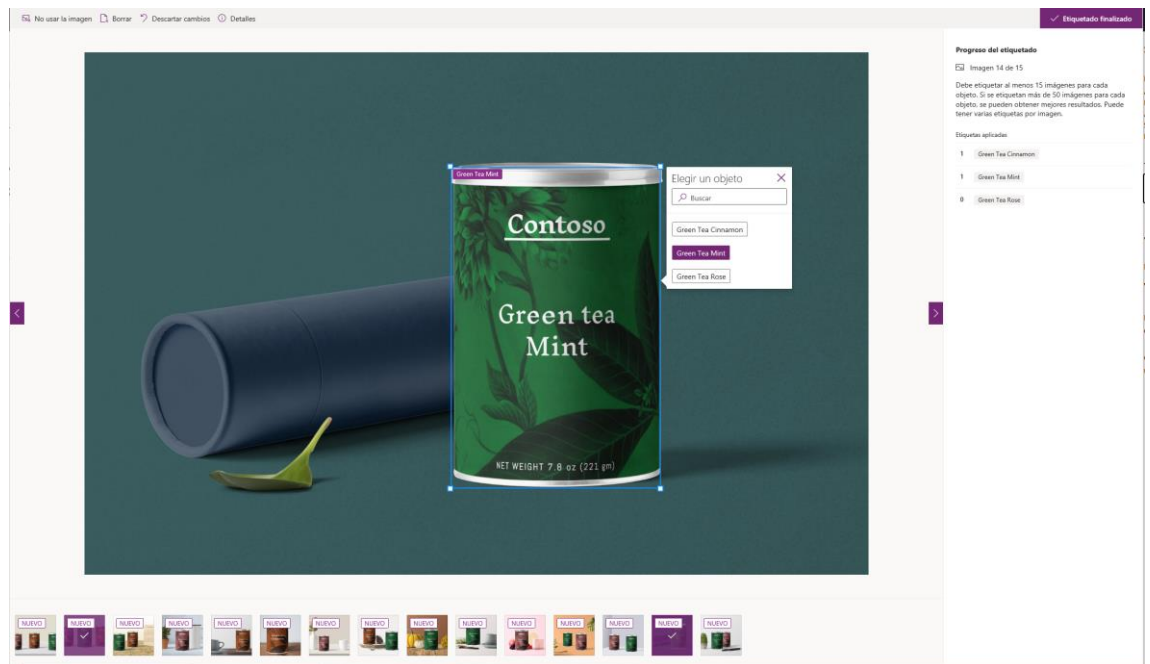 No usar la imagen Borrar Descartar cambios Detalles
Etiquetado finalizado
Progreso del etiquetado
Imagen 14 de 15
Debe etiquetar al menos 15 imágenes para cada
objeto. Si se etiquetan más de 50 imágenes para cada
objeto. se pueden obtener mejores resultados. Puede
tener varias etiquetas por imagen.
Etiquetas aplicadas
1 Green Tea Cinnamon
1 Green Tea Mint
0 Green Tea Rose
Green Tea Mint
Contoso
Green tea
Mint
NET WEIGHT 7.8 oz (221 gm)
Elegir un objeto
Buscar
Green Tea Cinnamon
Green Tea Mint
Green Tea Rose
NUEVO NUEVO NUEVO NUEVO NUEVO NUEVO NUEVO NUEVO NUEVO NUEVO NUEVO NUEVO NUEVO NUEVO NUEVO